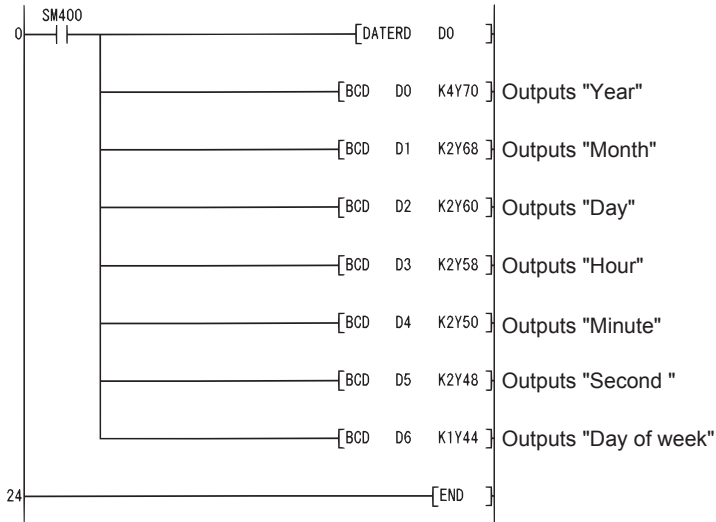 SM400
0 [DATERD D0 ]
[BCD D0 K4Y70 ] Outputs "Year"
[BCD D1 K2Y68 ] Outputs "Month"
[BCD D2 K2Y60 ] Outputs "Day"
[BCD D3 K2Y58 ] Outputs "Hour"
[BCD D4 K2Y50 ] Outputs "Minute"
[BCD D5 K2Y48 ] Outputs "Second "
[BCD D6 K1Y44 ] Outputs "Day of week"
24 [END ]